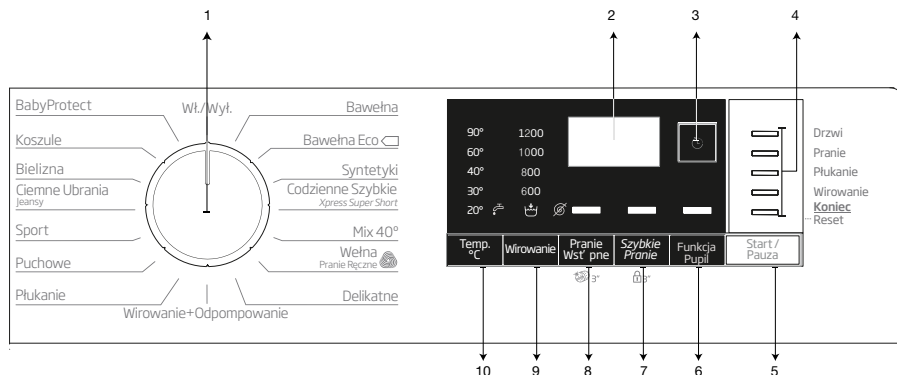 1
2
3
4
BabyProtect
Wł./Wył.
Bawełna
Koszule
Bawełna Eco
Bielizna
Syntetyki
Ciemne Ubrania
Jeansy
Codzienne Szybkie
Xpress Super Short
Sport
Mix 40°
Puchowe
Wełna
Pranie Ręczne
Płukanie
Delikatne
Wirowanie+Odpompowanie
90° 1200
60° 1000
40° 800
30° 600
20°
Drzwi
Pranie
Płukanie
Wirowanie
Koniec
Reset
Temp.
°C
Wirowanie
Pranie
Wst' pne
Szybkie
Pranie
Funkcja
Pupil
Start /
Pauza
3"
3"
10
9
8
7
6
5